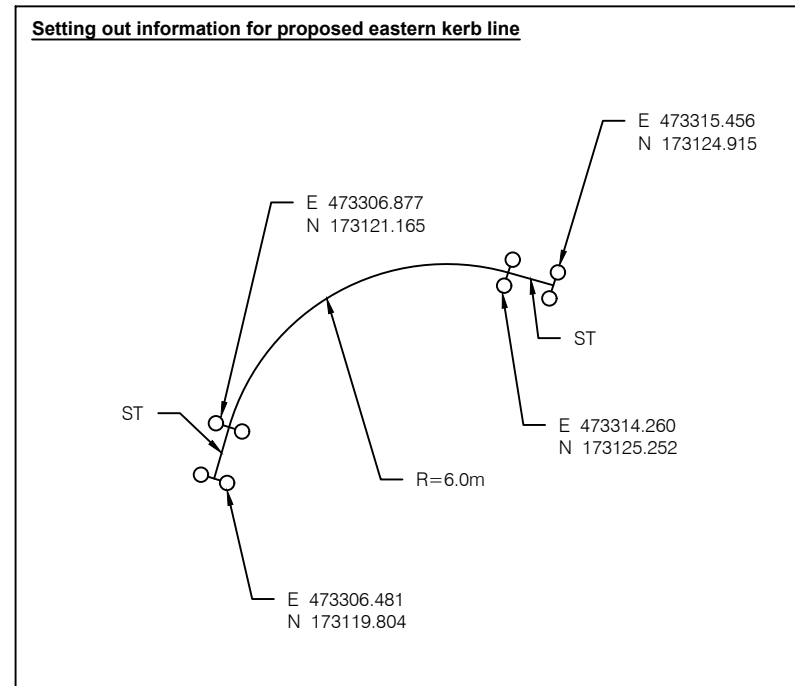 Setting out information for proposed eastern kerb line
E 473315.456
N 173124.915
E 473306.877
N 173121.165
ST
ST
E 473314.260
N 173125.252
R=6.0m
E 473306.481
N 173119.804